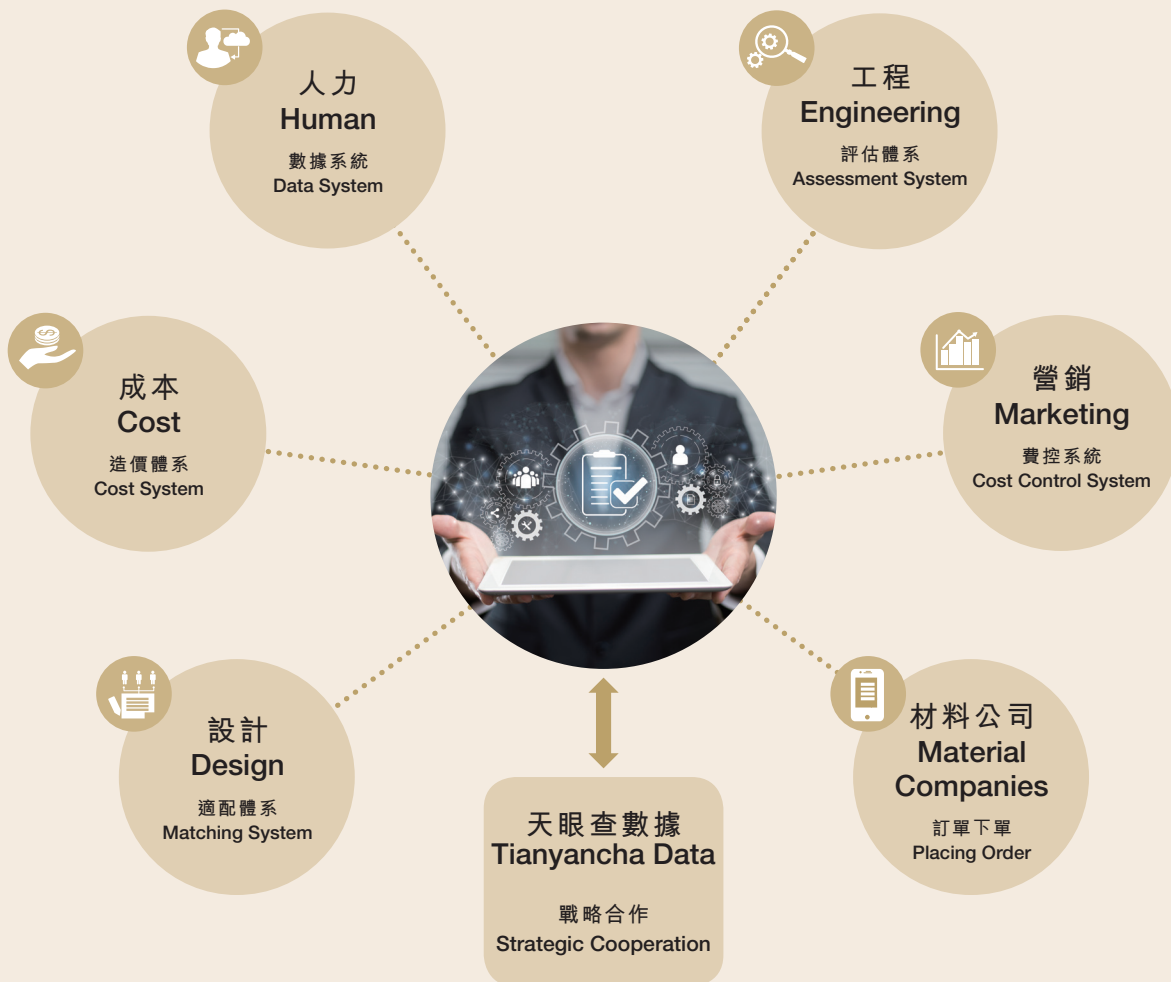 人力
Human
數據系統
Data System
工程
Engineering
評估體系
Assessment System
成本
Cost
造價體系
Cost System
營銷
Marketing
費控系統
Cost Control System
設計
Design
適配體系
Matching System
天眼查數據
Tianyancha Data
戰略合作
Strategic Cooperation
材料公司
Material
Companies
訂單下單
Placing Order